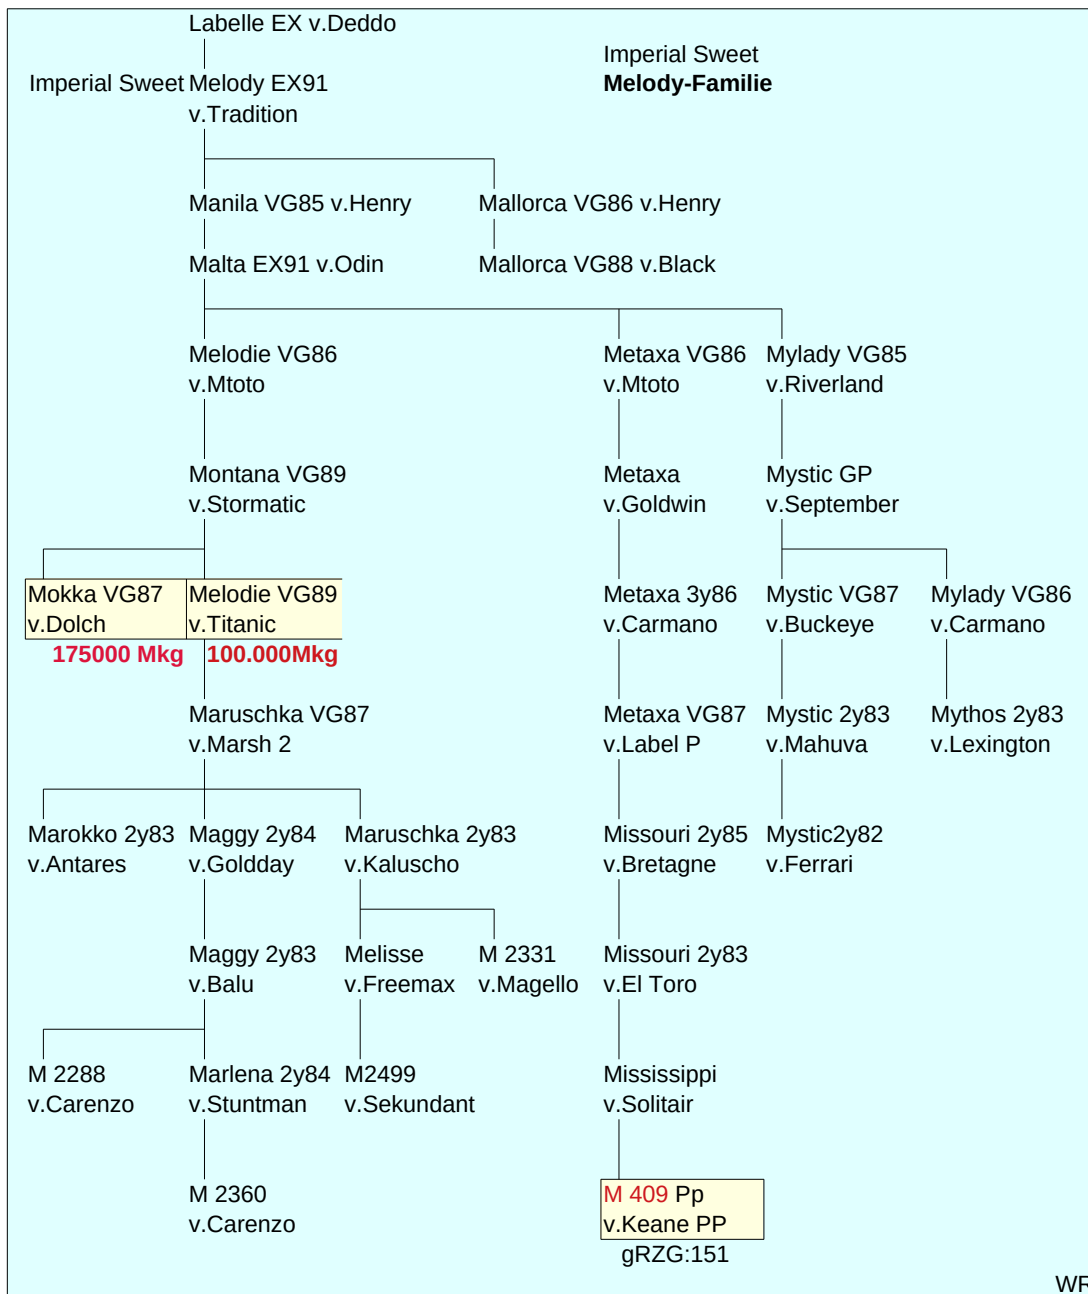 Labelle EX v.Deddo
Imperial Sweet
Melody-Familie
Imperial Sweet Melody EX91
v.Tradition
Manila VG85 v.Henry
Mallorca VG86 v.Henry
Malta EX91 v.Odin
Mallorca VG88 v.Black
Melodie VG86
v.Mtoto
Metaxa VG86
v.Mtoto
Mylady VG85
v.Riverland
Montana VG89
v.Stormatic
Metaxa
v.Goldwin
Mystic GP
v.September
Mokka VG87
v.Dolch
175000 Mkg
Melodie VG89
v.Titanic
100.000Mkg
Metaxa 3y86
v.Carmano
Mystic VG87
v.Buckeye
Mylady VG86
v.Carmano
Maruschka VG87
v.Marsh 2
Metaxa VG87
v.Label P
Mystic 2y83
v.Mahuva
Mythos 2y83
v.Lexington
Marokko 2y83
v.Antares
Maggy 2y84
v.Goldday
Maruschka 2y83
v.Kaluscho
Missouri 2y85
v.Bretagne
Mystic2y82
v.Ferrari
Maggy 2y83
v.Balu
Melisse
v.Freemax
M 2331
v.Magello
Missouri 2y83
v.El Toro
M 2288
v.Carenzo
Marlena 2y84
v.Stuntman
M2499
v.Sekundant
Mississippi
v.Solitair
M 2360
v.Carenzo
M 409 Pp
v.Keane PP
gRZG:151
WR